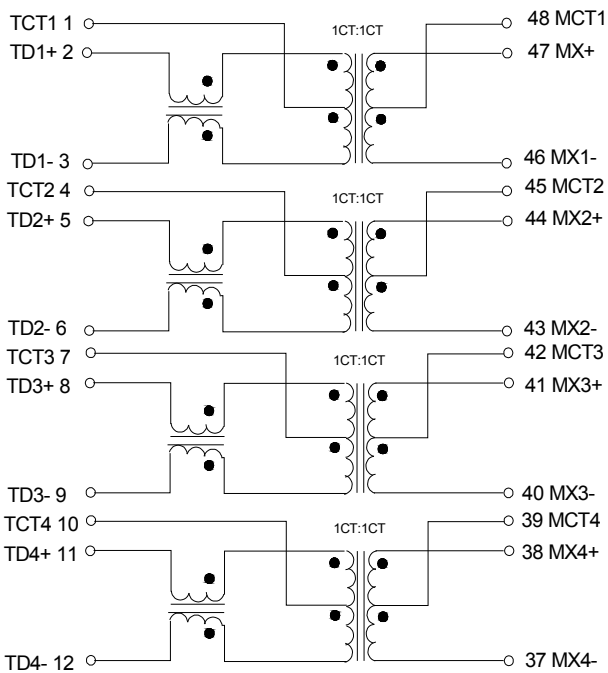 TCT1 1
1CT:1CT
48 MCT1
TD1+ 2
47 MX+
TD1- 3
46 MX1-
TCT2 4
1CT:1CT
45 MCT2
TD2+ 5
44 MX2+
TD2- 6
43 MX2-
TCT3 7
1CT:1CT
42 MCT3
TD3+ 8
41 MX3+
TD3- 9
40 MX3-
TCT4 10
1CT:1CT
39 MCT4
TD4+ 11
38 MX4+
TD4- 12
37 MX4-